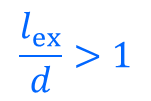 l_ex / d > 1